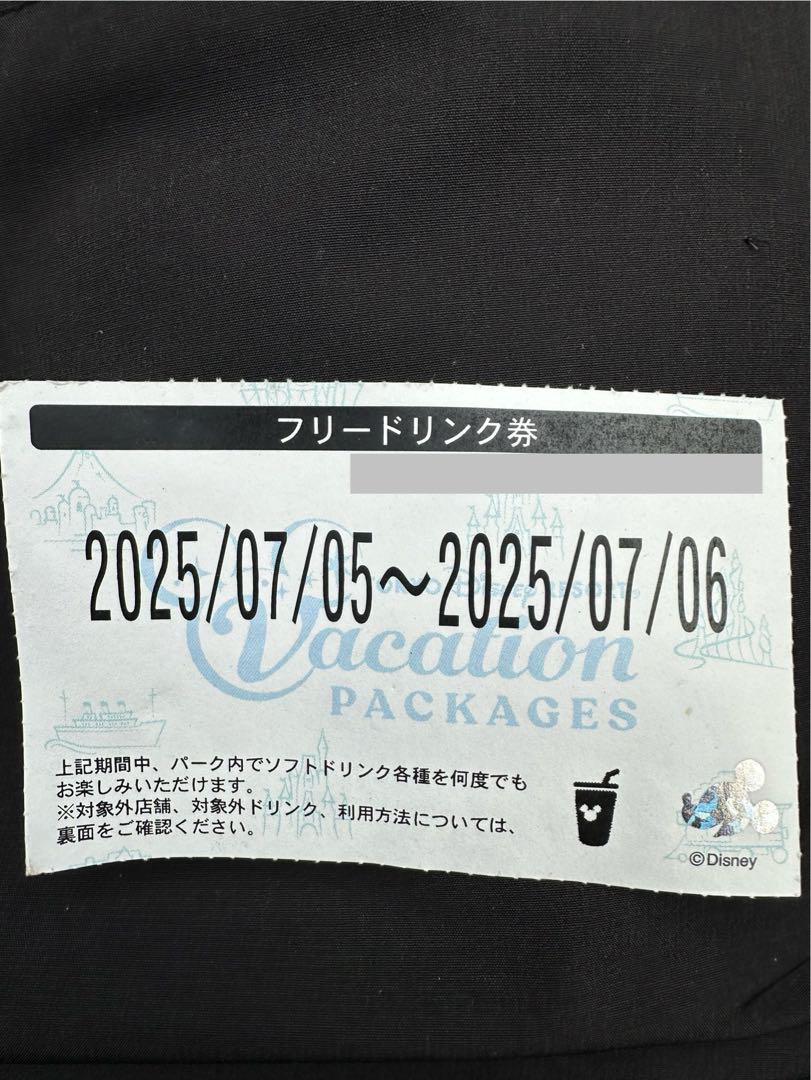 フリードリンク券
2025/07/05～2025/07/06
TOKYO Disney RESORT
Vacation
PACKAGES
上記期間中、パーク内でソフトドリンク各種を何度でも
お楽しみいただけます。
※対象外店舗、対象外ドリンク、利用方法については、
裏面をご確認ください。
©Disney